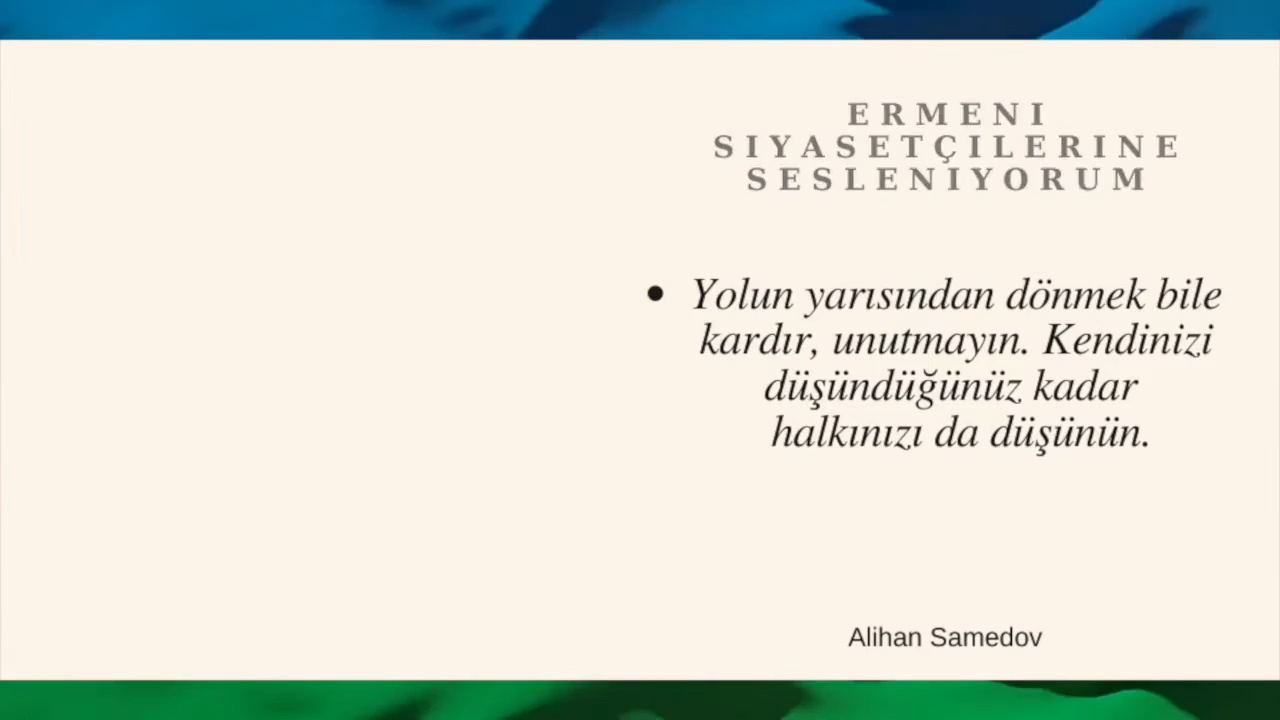 ERMENI
SIYASETÇILERINE
SESLENIYORUM
• Yolun yarısından dönmek bile
kardır, unutmayın. Kendinizi
düşündüğünüz kadar
halkınızı da düşünün.
Alihan Samedov